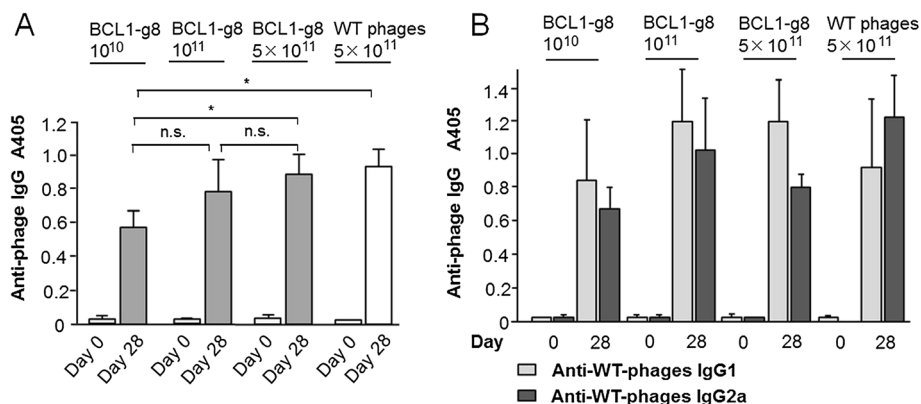 A
BCL1-g8 BCL1-g8 BCL1-g8 WT phages
10¹⁰ 10¹¹ 5×10¹¹ 5×10¹¹
*
*
n.s. n.s.
Anti-phage IgG A405
1.2
1.0
0.8
0.6
0.4
0.2
0
Day 0 Day 28 Day 0 Day 28 Day 0 Day 28 Day 0 Day 28
B
BCL1-g8 BCL1-g8 BCL1-g8 WT phages
10¹⁰ 10¹¹ 5×10¹¹ 5×10¹¹
Anti-phage IgG A405
1.4
1.2
1.0
0.8
0.6
0.4
0.2
0
Day 0 28 0 28 0 28 0 28
Anti-WT-phages IgG1
Anti-WT-phages IgG2a